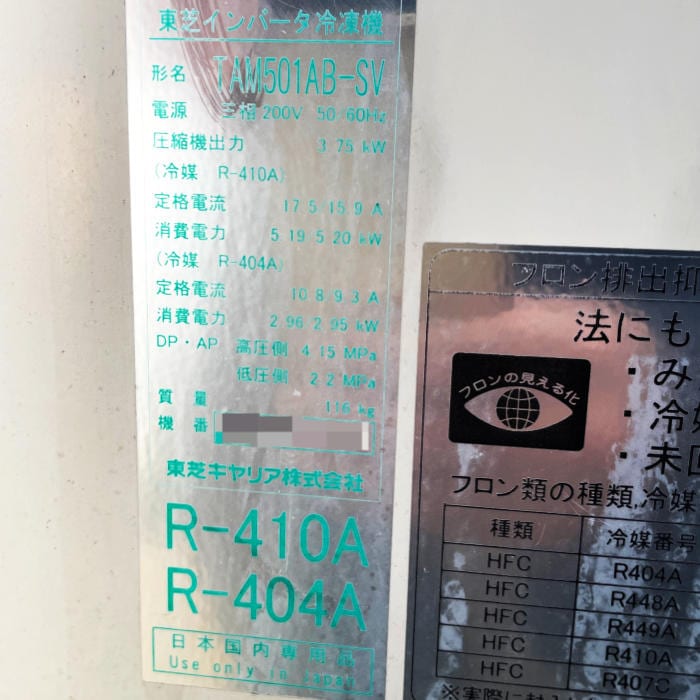 東芝インバータ冷凍機
形名 TAM501AB-SV
電源 三相 200V 50/60Hz
圧縮機出力 3.75 kW
(冷媒 R-410A)
定格電流 17.5/15.9 A
消費電力 5.19/5.20 kW
(冷媒 R-404A)
定格電流 10.8/9.3 A
消費電力 2.96/2.95 kW
DP・AP 高圧側 4.15 MPa
低圧側 2.2 MPa
質量 116 kg
機番
東芝キヤリア株式会社
R-410A
R-404A
日本国内専用品
Use only in Japan
フロン排出抑
法にも
・み
・冷
・未回
フロンの見える化
フロン類の種類,冷媒
種類 冷媒番号
HFC R404A
HFC R448A
HFC R449A
HFC R410A
HFC R407C